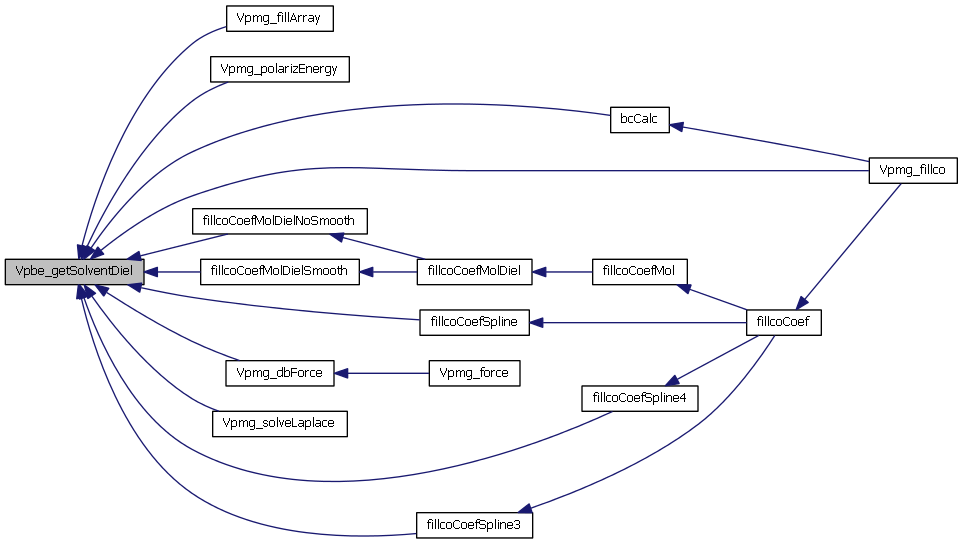 Vpmg_fillArray
Vpmg_polarizEnergy
bcCalc
Vpmg_fillco
fillcoCoefMolDielNoSmooth
Vpbe_getSolventDiel
fillcoCoefMolDielSmooth
fillcoCoefMolDiel
fillcoCoefMol
fillcoCoefSpline
fillcoCoef
Vpmg_dbForce
Vpmg_force
fillcoCoefSpline4
Vpmg_solveLaplace
fillcoCoefSpline3